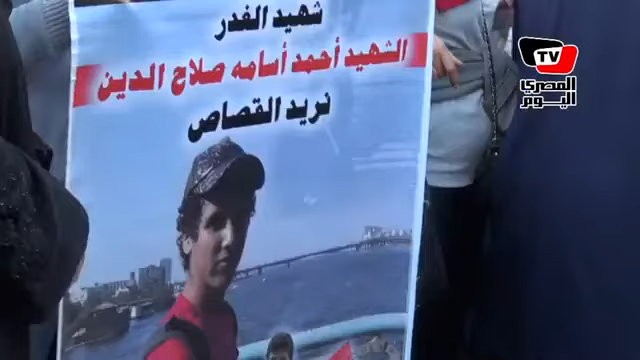 شهيد الغدر
الشهيد أحمد أسامه صلاح الدين
نريد القصاص
TV
المصري
اليوم